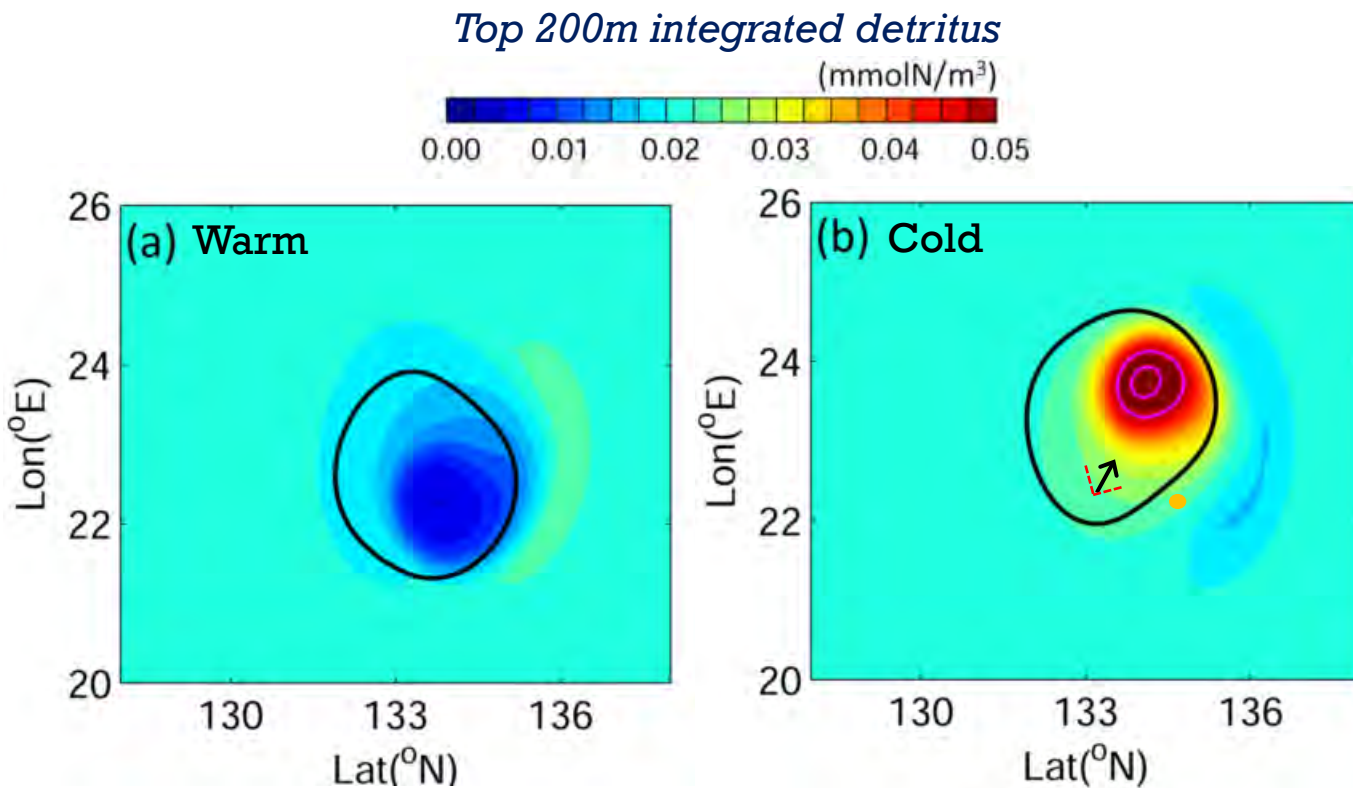 Top 200m integrated detritus
(mmolN/m³)
0.00 0.01 0.02 0.03 0.04 0.05
(a) Warm
26
24
22
20
Lon(°E)
130 133 136
Lat(°N)
(b) Cold
26
24
22
20
Lon(°E)
130 133 136
Lat(°N)